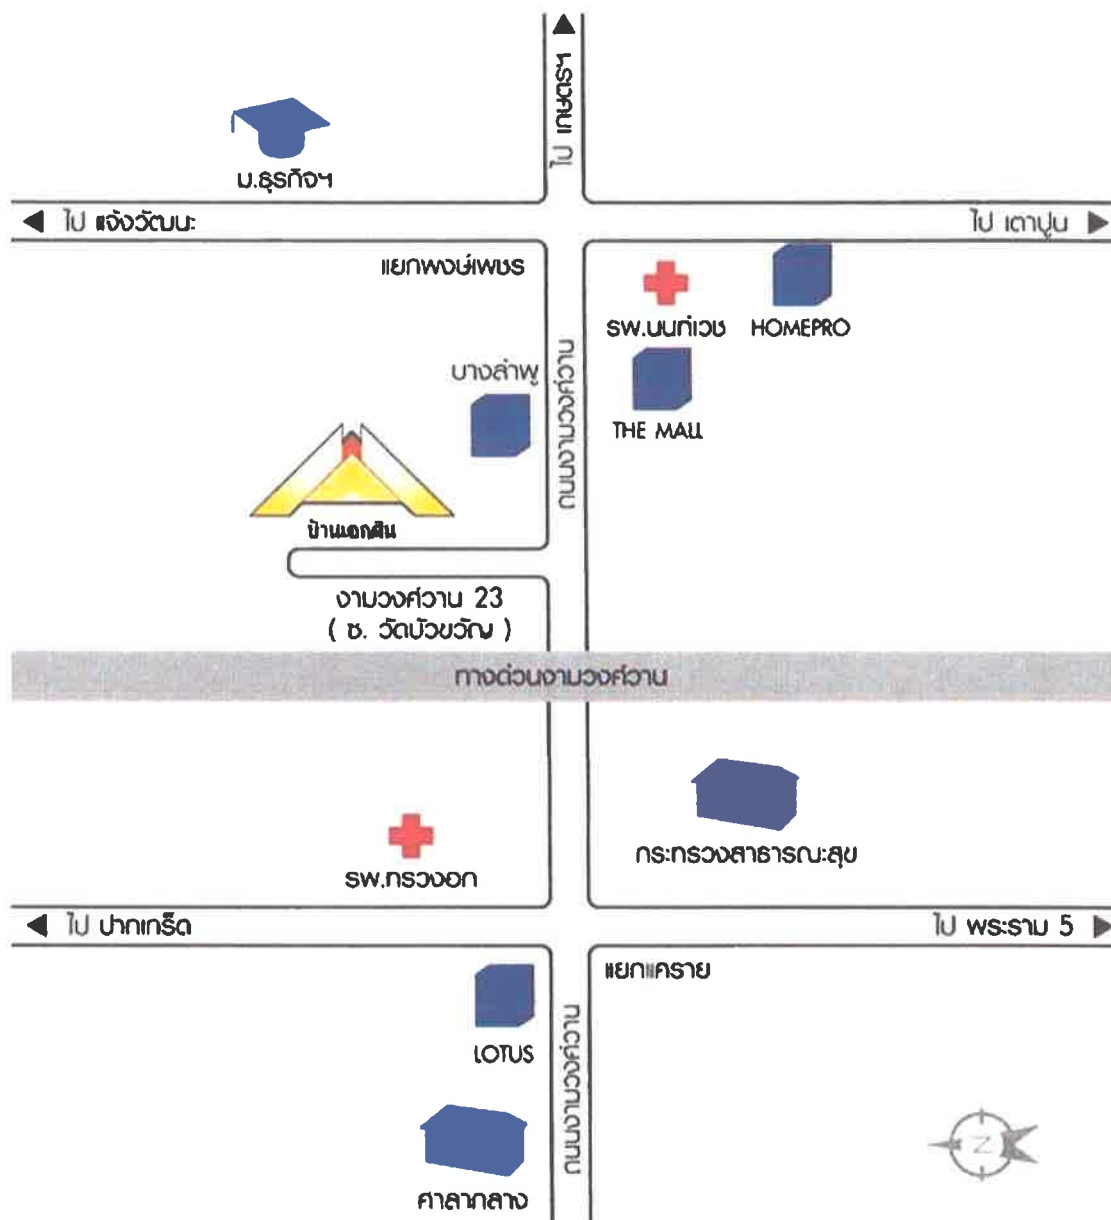 ไป เกษตรฯ
ม.ธุรกิจฯ
ไป แจ้งวัฒนะ
ไป เตาปูน
แยกพงษ์เพชร
รพ.นนท์เวช
HOMEPRO
บางลำพู
ถนนงามวงศ์วาน
THE MALL
บ้านเอกศิน
งามวงศ์วาน 23
( ซ. วัดบัวขวัญ )
ทางด่วนงามวงศ์วาน
กระทรวงสาธารณะสุข
รพ.ทรวงอก
ไป ปากเกร็ด
ไป พระราม 5
แยกแคราย
LOTUS
ถนนงามวงศ์วาน
ศาลากลาง
Z